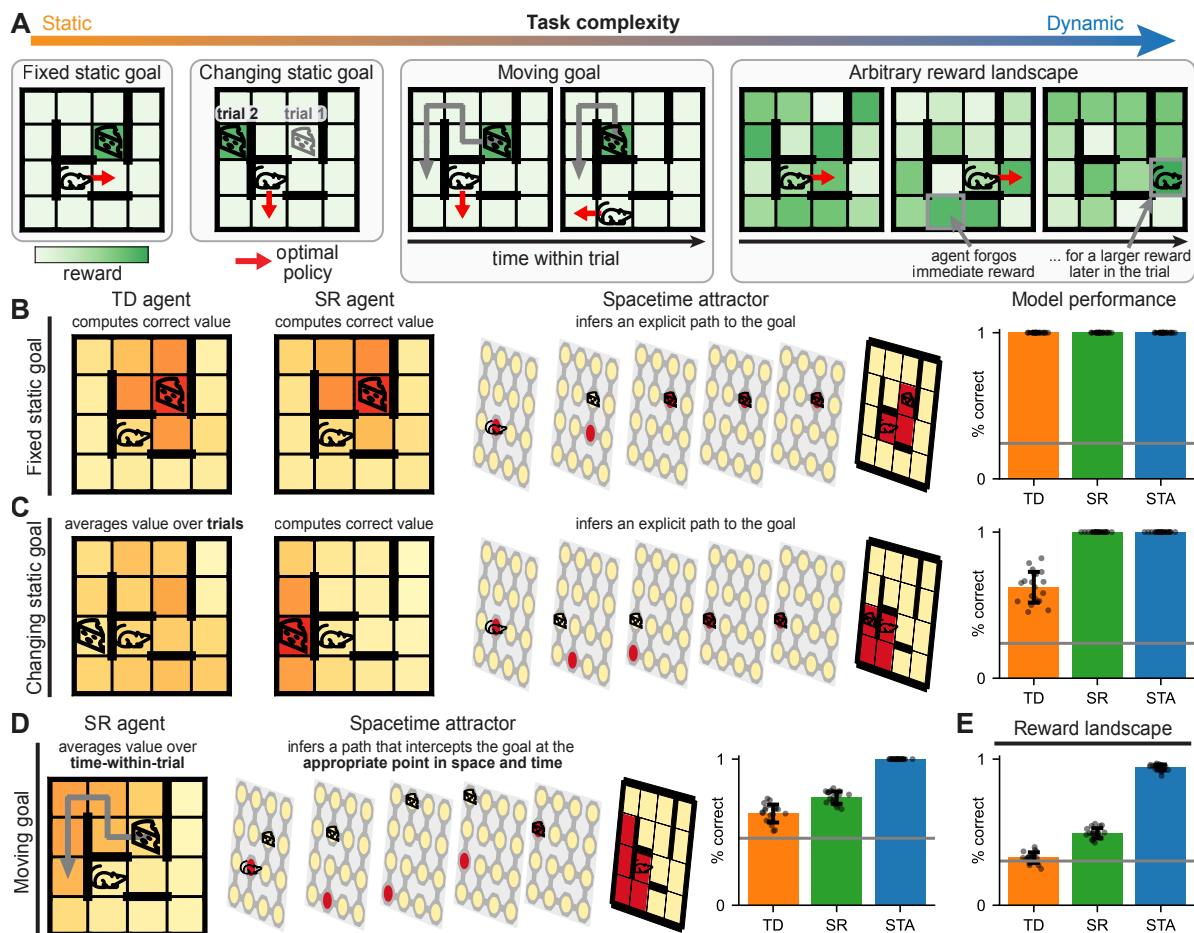 A
Static
Task complexity
Dynamic
Fixed static goal
Changing static goal
Moving goal
Arbitrary reward landscape
trial 2
trial 1
reward
optimal
policy
time within trial
agent forgos
immediate reward
... for a larger reward
later in the trial
B
Fixed static goal
TD agent
computes correct value
SR agent
computes correct value
Spacetime attractor
infers an explicit path to the goal
Model performance
% correct
1
0
TD
SR
STA
C
Changing static goal
averages value over trials
computes correct value
infers an explicit path to the goal
% correct
1
0
TD
SR
STA
D
Moving goal
SR agent
averages value over
time-within-trial
Spacetime attractor
infers a path that intercepts the goal at the
appropriate point in space and time
% correct
1
0
TD
SR
STA
E
Reward landscape
% correct
1
0
TD
SR
STA